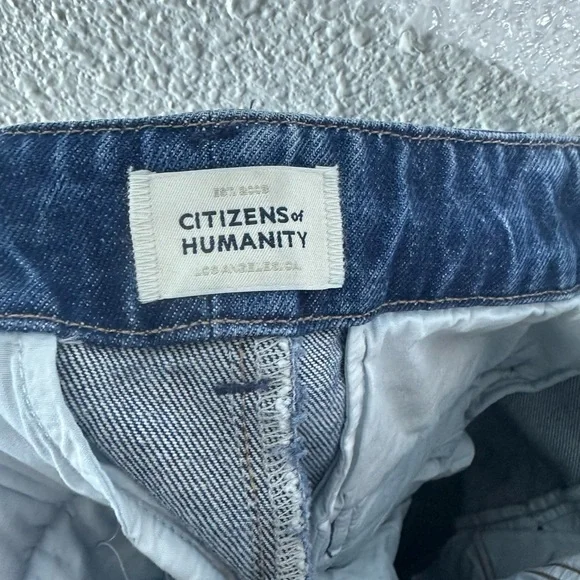 EST. 2003
CITIZENS of
HUMANITY
LOS ANGELES, CA